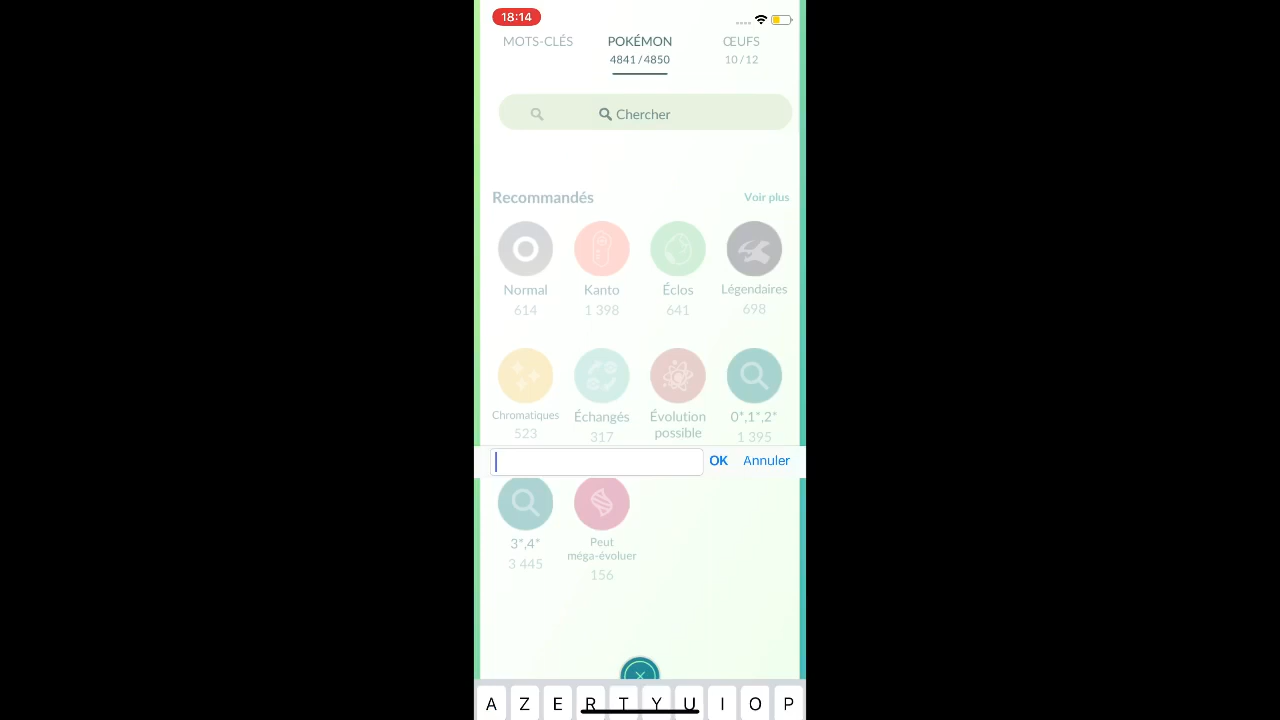 18:14
MOTS-CLÉS
POKÉMON
ŒUFS
4841 / 4850
10 / 12
Chercher
Recommandés
Voir plus
Normal
Kanto
Éclos
Légendaires
614
1 398
641
698
Chromatiques
Échangés
Évolution
possible
0*,1*,2*
523
317
1 395
OK
Annuler
3*,4*
Peut
méga-évoluer
3 445
156
A Z E R T Y U I O P